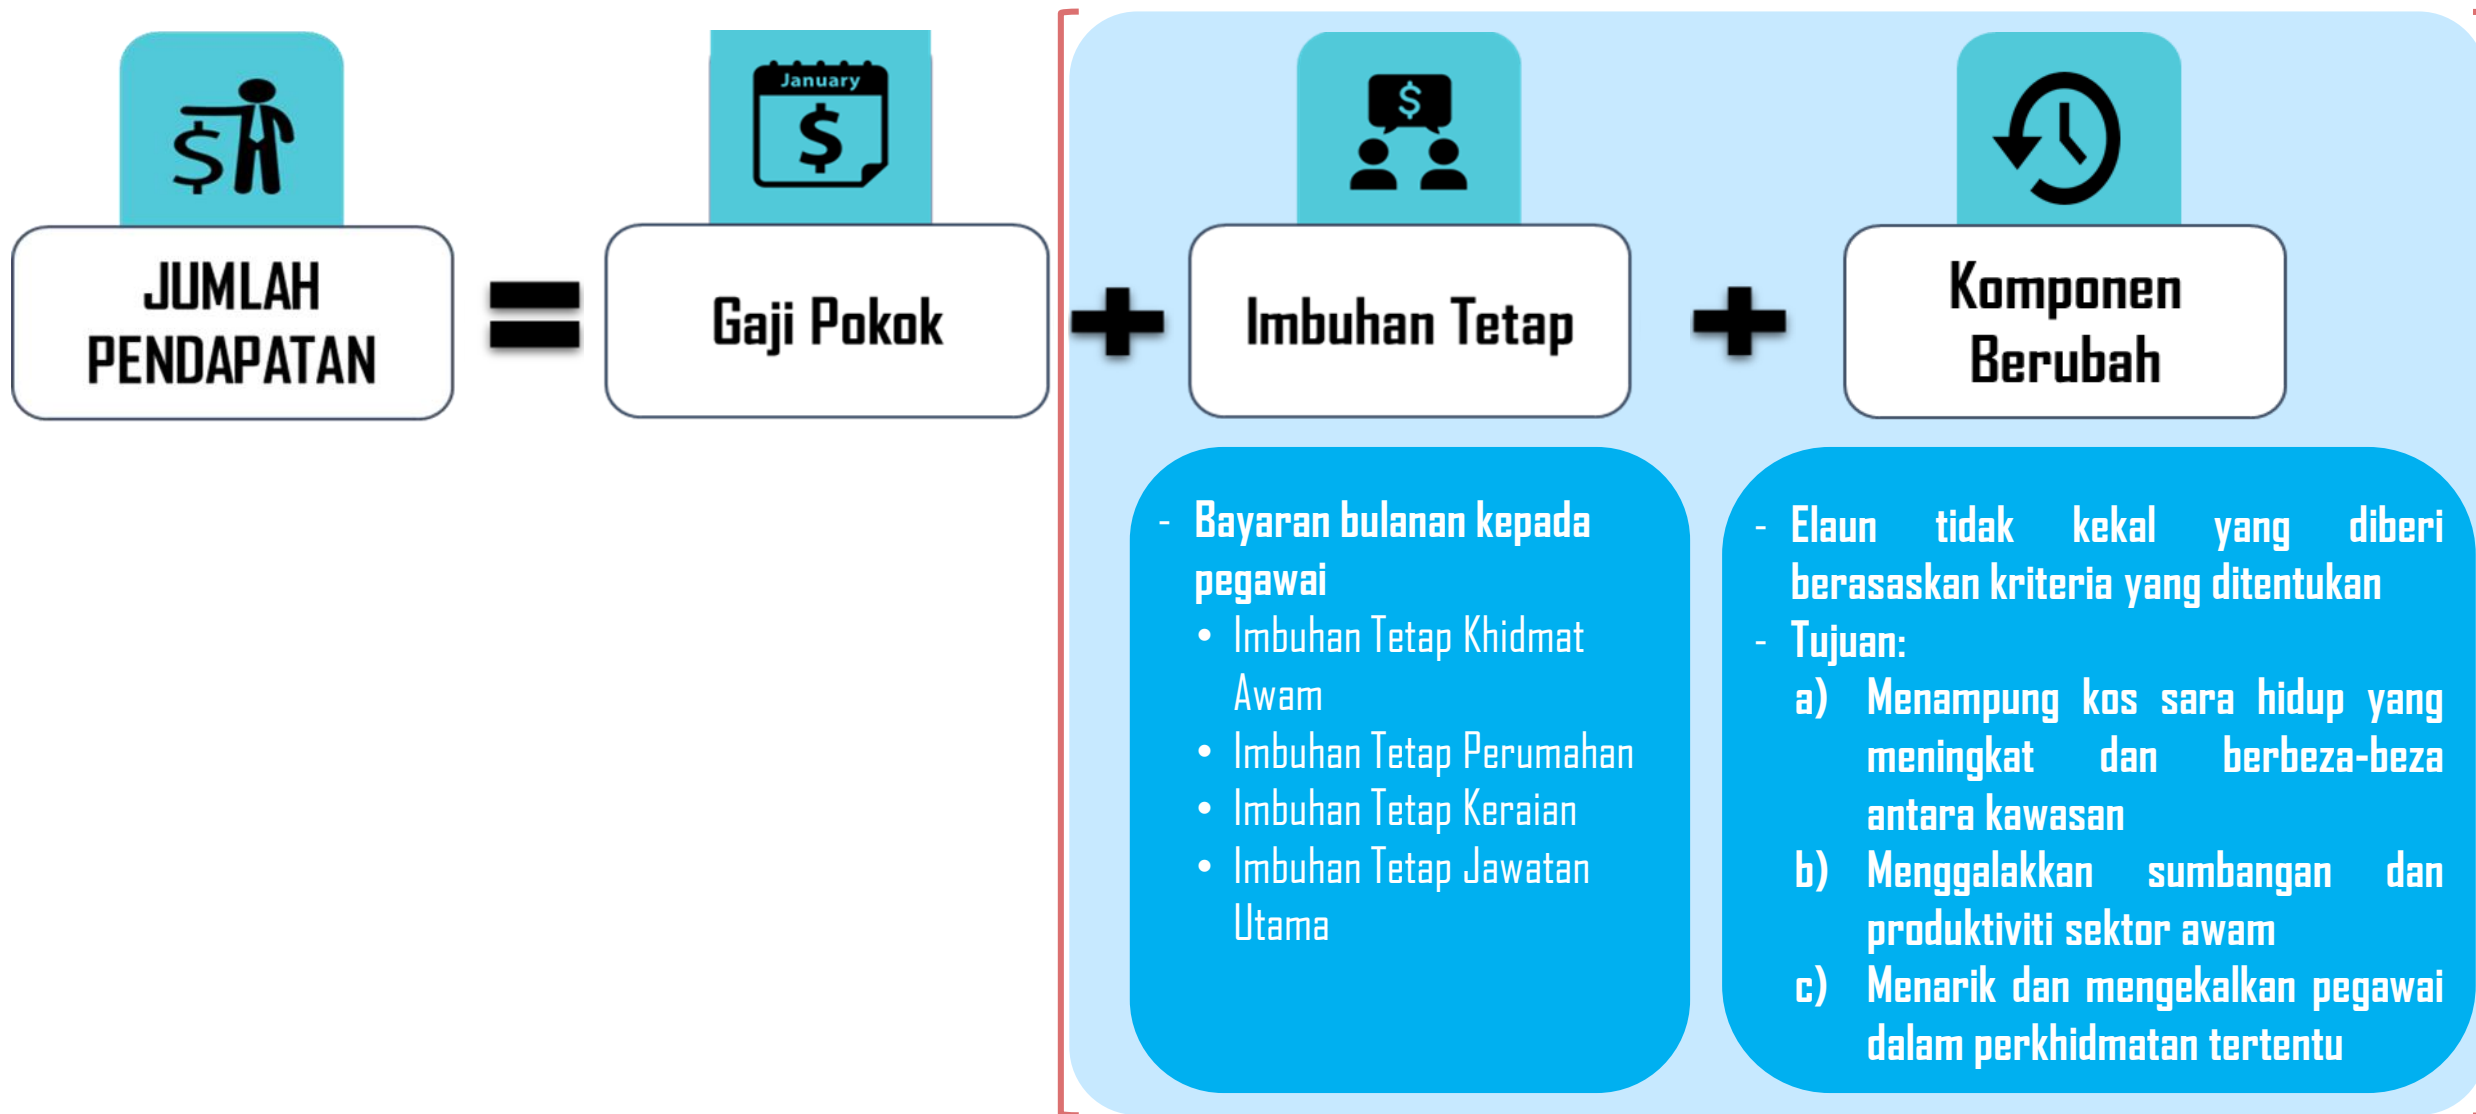 January
$
$
$
JUMLAH
PENDAPATAN
=
Gaji Pokok
+
Imbuhan Tetap
+
Komponen
Berubah
- Bayaran bulanan kepada
pegawai
• Imbuhan Tetap Khidmat
Awam
• Imbuhan Tetap Perumahan
• Imbuhan Tetap Keraian
• Imbuhan Tetap Jawatan
Utama
- Elaun tidak kekal yang diberi
berasaskan kriteria yang ditentukan
- Tujuan:
a) Menampung kos sara hidup yang
meningkat dan berbeza-beza
antara kawasan
b) Menggalakkan sumbangan dan
produktiviti sektor awam
c) Menarik dan mengekalkan pegawai
dalam perkhidmatan tertentu